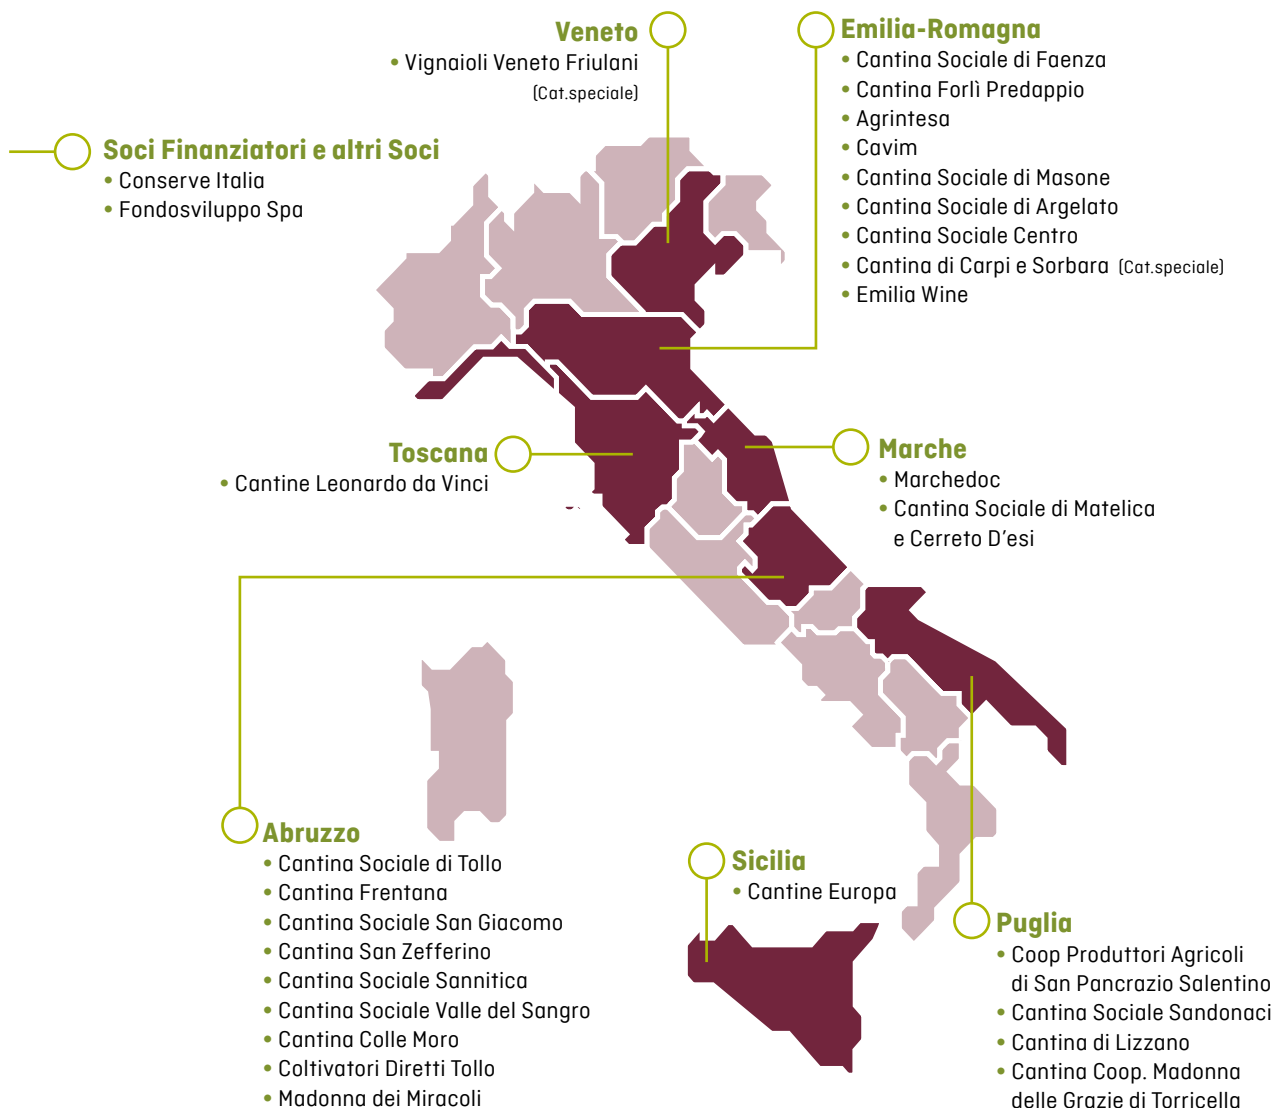 Veneto
• Vignaioli Veneto Friulani
(Cat.speciale)
Emilia-Romagna
• Cantina Sociale di Faenza
• Cantina Forlì Predappio
• Agrintesa
• Cavim
• Cantina Sociale di Masone
• Cantina Sociale di Argelato
• Cantina Sociale Centro
• Cantina di Carpi e Sorbara (Cat.speciale)
• Emilia Wine
Soci Finanziatori e altri Soci
• Conserve Italia
• Fondosviluppo Spa
Toscana
• Cantine Leonardo da Vinci
Marche
• Marchedoc
• Cantina Sociale di Matelica
e Cerreto D'esi
Abruzzo
• Cantina Sociale di Tollo
• Cantina Frentana
• Cantina Sociale San Giacomo
• Cantina San Zefferino
• Cantina Sociale Sannitica
• Cantina Sociale Valle del Sangro
• Cantina Colle Moro
• Coltivatori Diretti Tollo
• Madonna dei Miracoli
Sicilia
• Cantine Europa
Puglia
• Coop Produttori Agricoli
di San Pancrazio Salentino
• Cantina Sociale Sandonaci
• Cantina di Lizzano
• Cantina Coop. Madonna
delle Grazie di Torricella